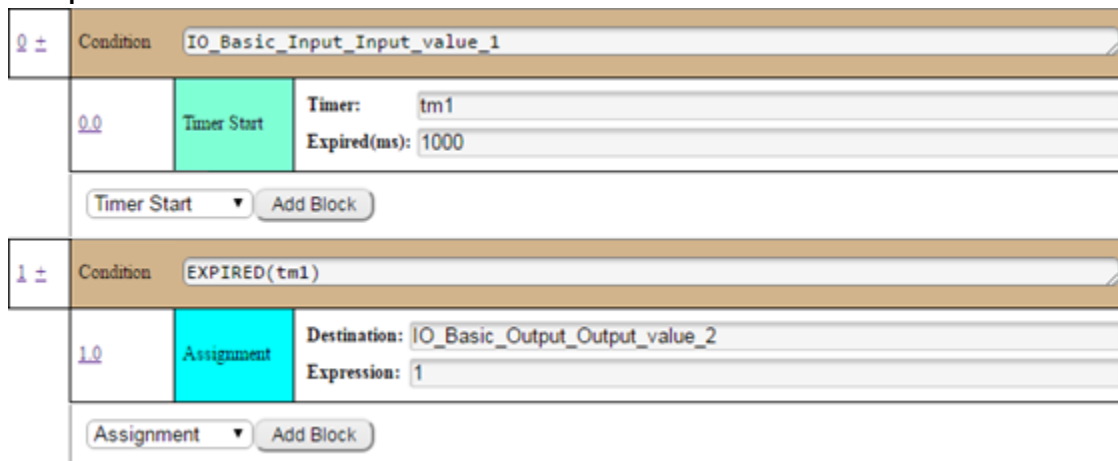 0 ± Condition IO_Basic_Input_Input_value_1
0.0 Timer Start Timer: tm1
Expired(ms): 1000
Timer Start ▼ Add Block
1 ± Condition EXPIRED(tm1)
1.0 Assignment Destination: IO_Basic_Output_Output_value_2
Expression: 1
Assignment ▼ Add Block